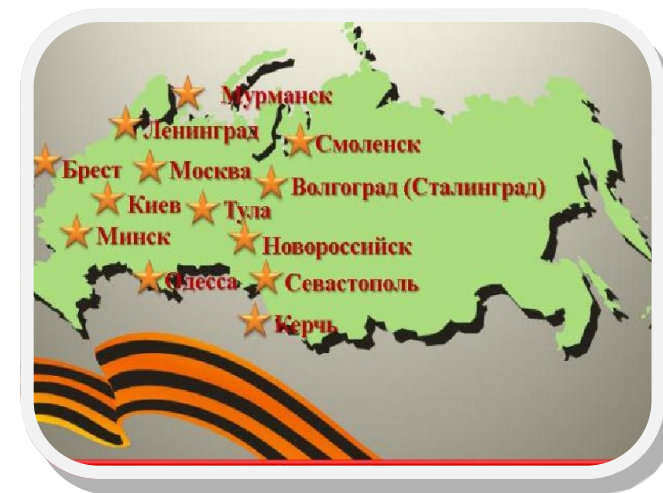 Мурманск
Ленинград
Смоленск
Брест
Москва
Волгоград (Сталинград)
Киев
Тула
Минск
Новороссийск
Одесса
Севастополь
Керчь